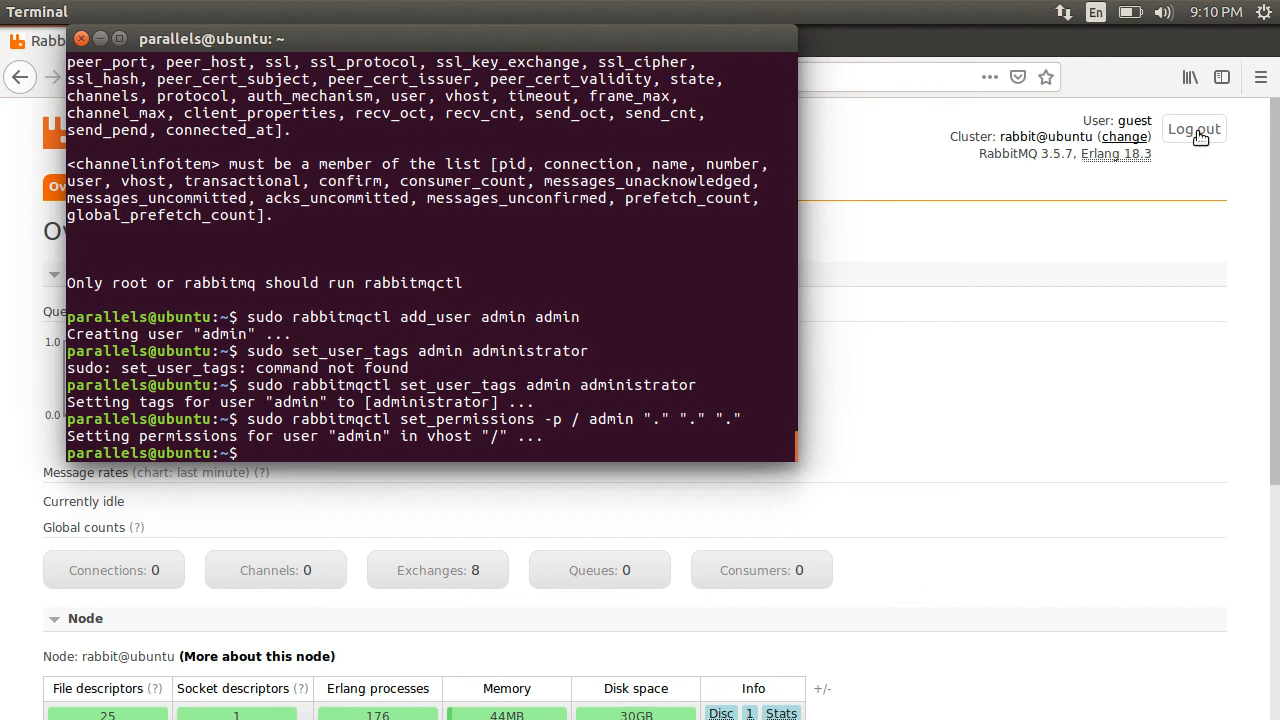 Terminal
En
9:10 PM
Rabb
parallels@ubuntu: ~
peer_port, peer_host, ssl, ssl_protocol, ssl_key_exchange, ssl_cipher,
ssl_hash, peer_cert_subject, peer_cert_issuer, peer_cert_validity, state,
channels, protocol, auth_mechanism, user, vhost, timeout, frame_max,
channel_max, client_properties, recv_oct, recv_cnt, send_oct, send_cnt,
send_pend, connected_at].
<channelinfoitem> must be a member of the list [pid, connection, name, number,
user, vhost, transactional, confirm, consumer_count, messages_unacknowledged,
messages_uncommitted, acks_uncommitted, messages_unconfirmed, prefetch_count,
global_prefetch_count].
Only root or rabbitmq should run rabbitmqctl
parallels@ubuntu:~$ sudo rabbitmqctl add_user admin admin
Creating user "admin" ...
parallels@ubuntu:~$ sudo set_user_tags admin administrator
sudo: set_user_tags: command not found
parallels@ubuntu:~$ sudo rabbitmqctl set_user_tags admin administrator
Setting tags for user "admin" to [administrator] ...
parallels@ubuntu:~$ sudo rabbitmqctl set_permissions -p / admin "." "." "."
Setting permissions for user "admin" in vhost "/" ...
parallels@ubuntu:~$
User: guest
Cluster: rabbit@ubuntu (change)
RabbitMQ 3.5.7, Erlang 18.3
Log out
Ov
Ov
Que
1.0
0.0
Message rates (chart: last minute) (?)
Currently idle
Global counts (?)
Connections: 0
Channels: 0
Exchanges: 8
Queues: 0
Consumers: 0
Node
Node: rabbit@ubuntu (More about this node)
File descriptors (?) Socket descriptors (?) Erlang processes Memory Disk space Info +/-
25 1 176 44MB 30GB Disc 1 Stats